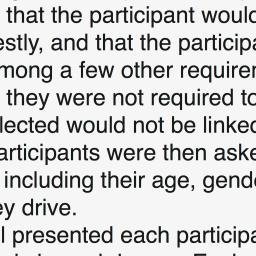 that the participant would
estly, and that the participa
mong a few other requirem
they were not required to
lected would not be linked
articipants were then aske
including their age, gende
ey drive.
l presented each participa